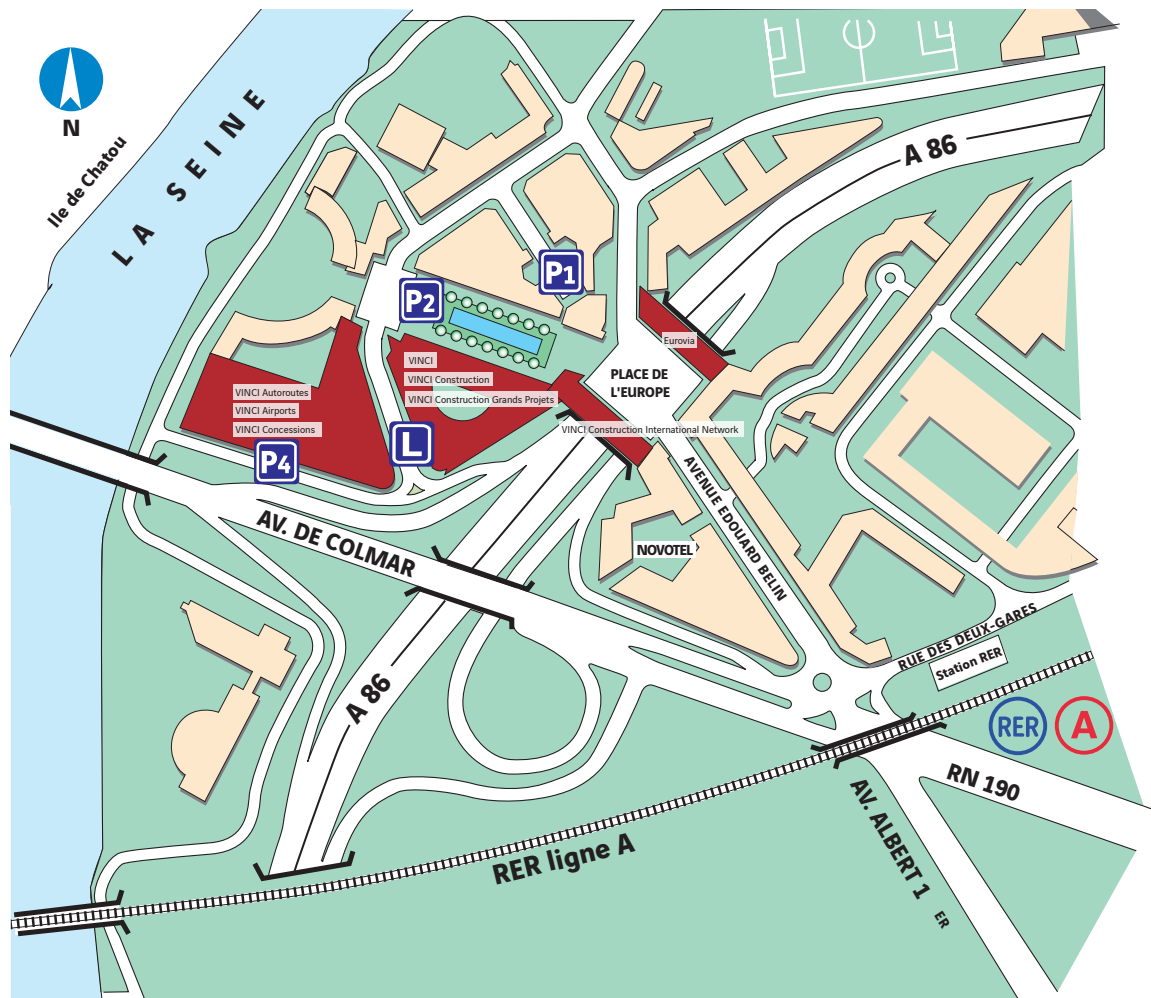 N
Ile de Chatou
LA SEINE
A 86
P1
P2
Eurovia
PLACE DE
L'EUROPE
VINCI
VINCI Construction
VINCI Construction Grands Projets
VINCI Autoroutes
VINCI Airports
VINCI Concessions
VINCI Construction International Network
L
P4
AV. DE COLMAR
AVENUE EDOUARD BELIN
NOVOTEL
RUE DES DEUX-GARES
Station RER
A 86
RER
A
RN 190
AV. ALBERT 1 ER
RER ligne A